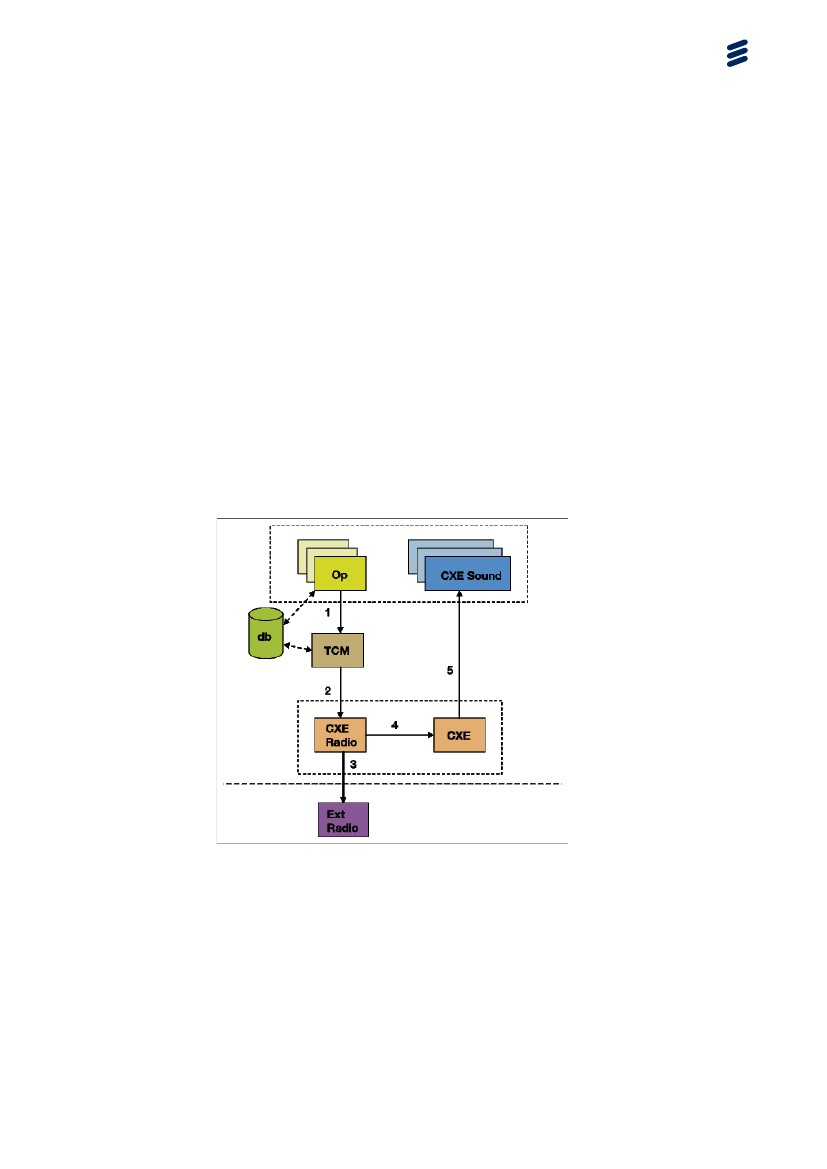 Op
CXE Sound
1
db
TCM
5
2
CXE
Radio
4
CXE
3
Ext
Radio